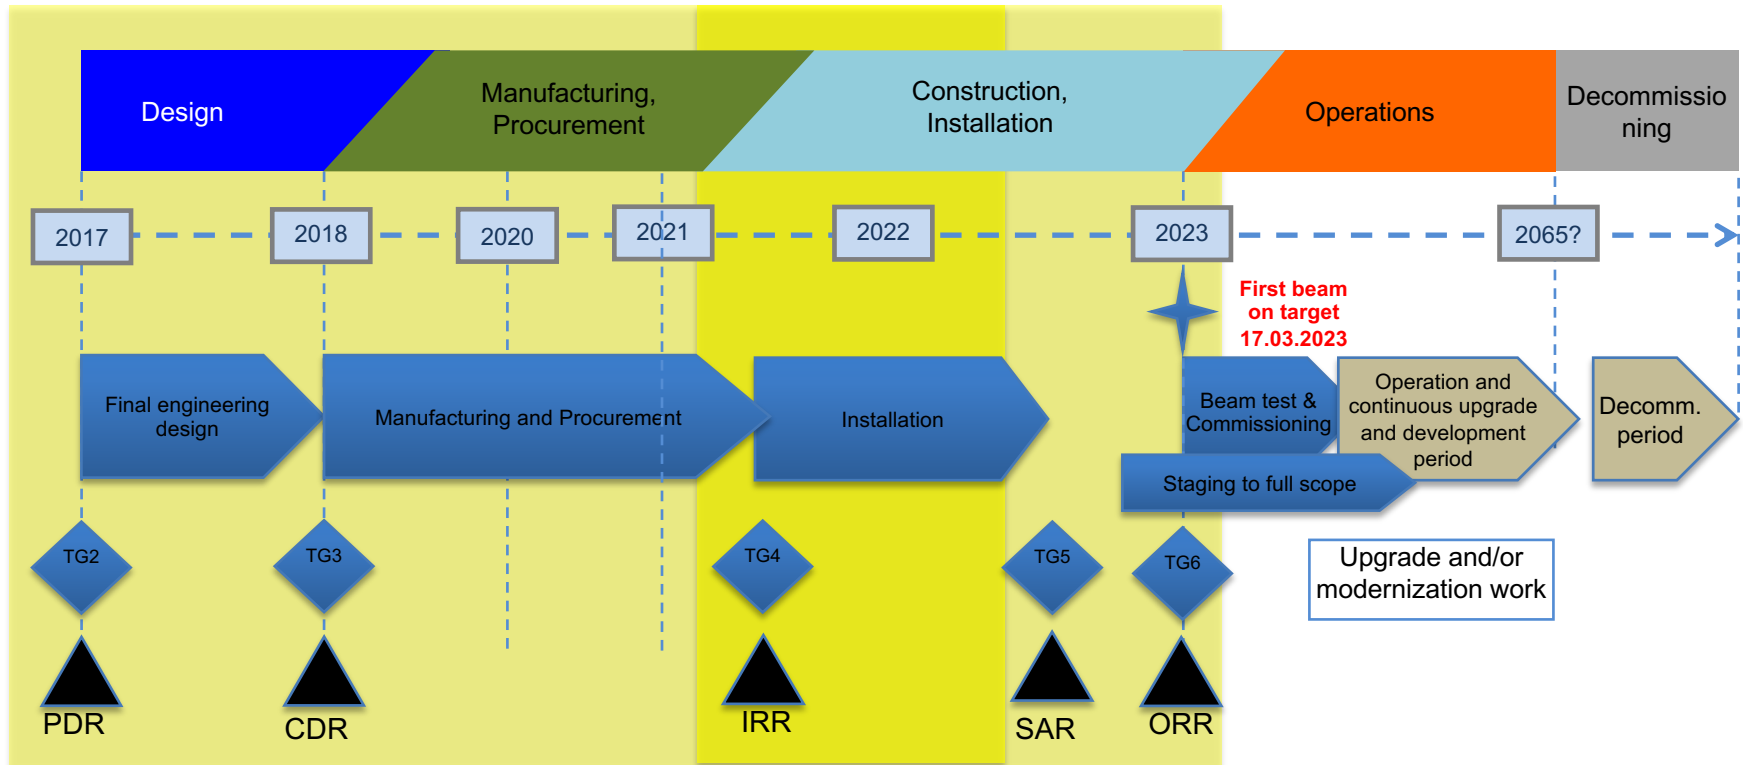 Design
Manufacturing,
Procurement
Construction,
Installation
Operations
Decommissio
ning
2017
2018
2020
2021
2022
2023
2065?
First beam
on target
17.03.2023
Final engineering
design
Manufacturing and Procurement
Installation
Beam test &
Commissioning
Operation and
continuous upgrade
and development
period
Decomm.
period
Staging to full scope
TG2
TG3
TG4
TG5
TG6
Upgrade and/or
modernization work
PDR
CDR
IRR
SAR
ORR